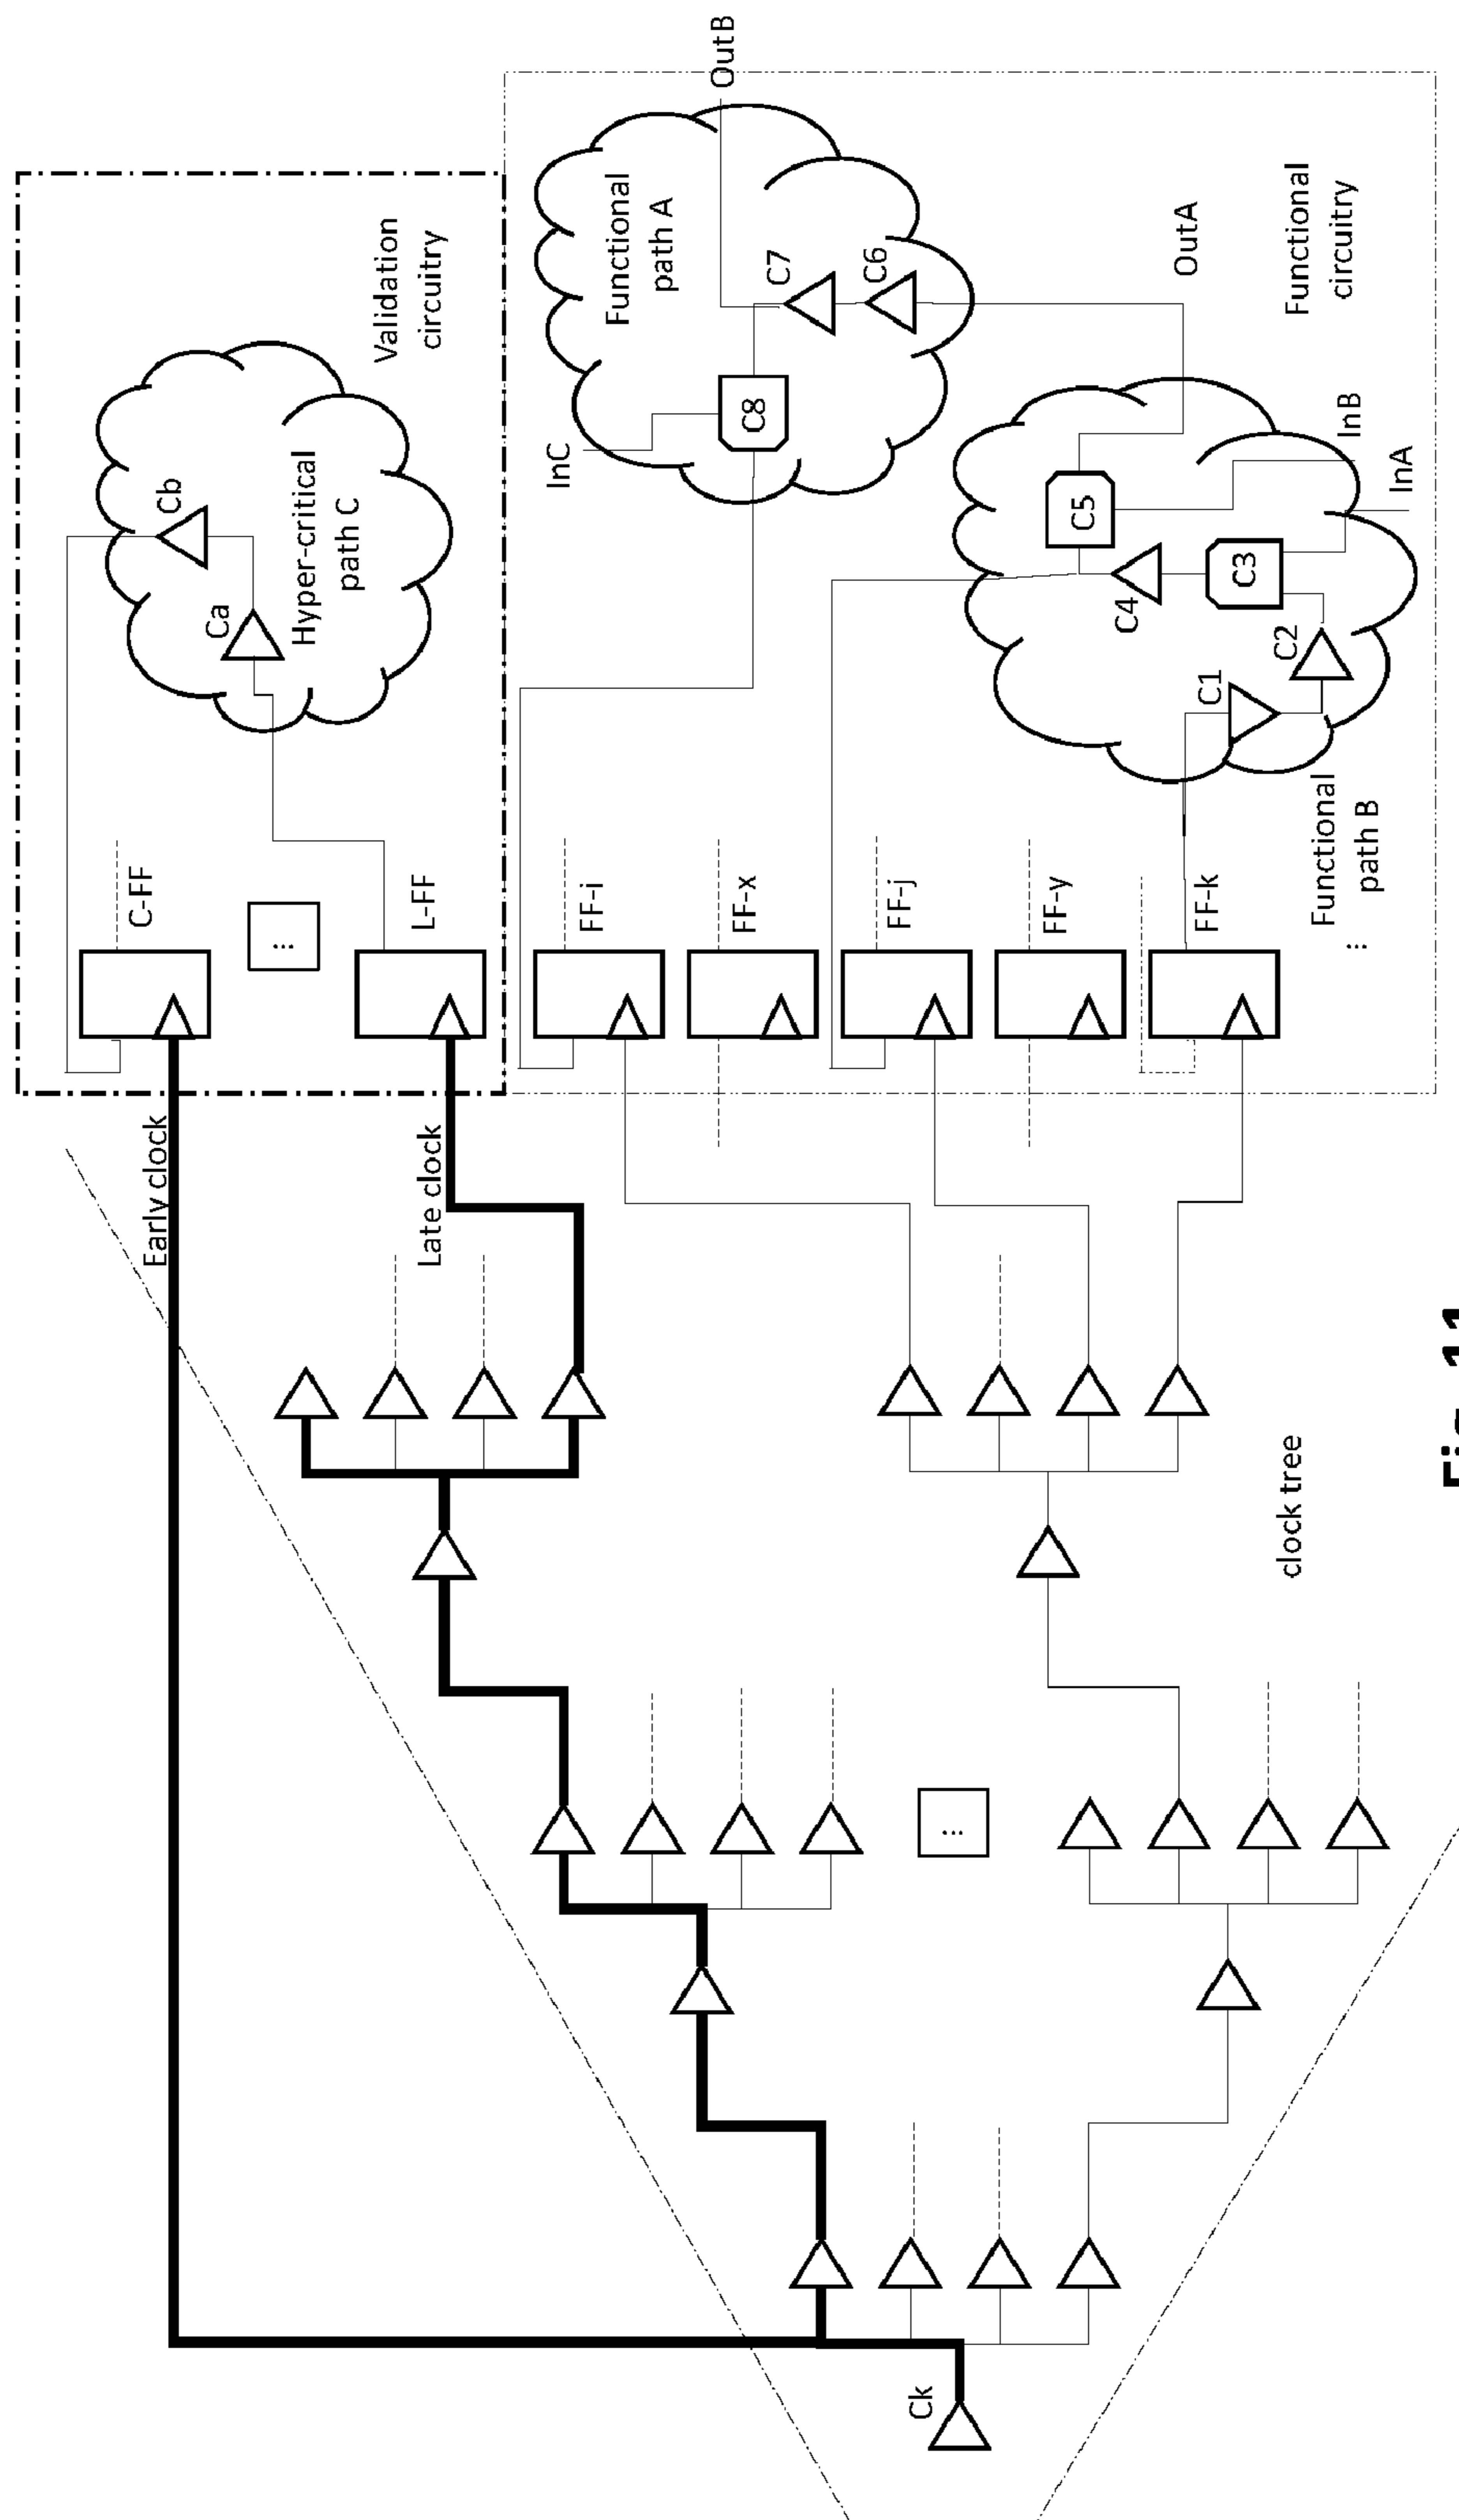 Early clock
C-FF
...
Ca
Cb
Hyper-critical
path C
Validation
circuitry
Late clock
L-FF
FF-i
InC
Functional
path A
OutB
FF-x
C8
C7
C6
FF-j
Ck
...
FF-y
C5
C4
OutA
FF-k
C1
C3
C2
clock tree
Functional
path B
...
InB
InA
Functional
circuitry